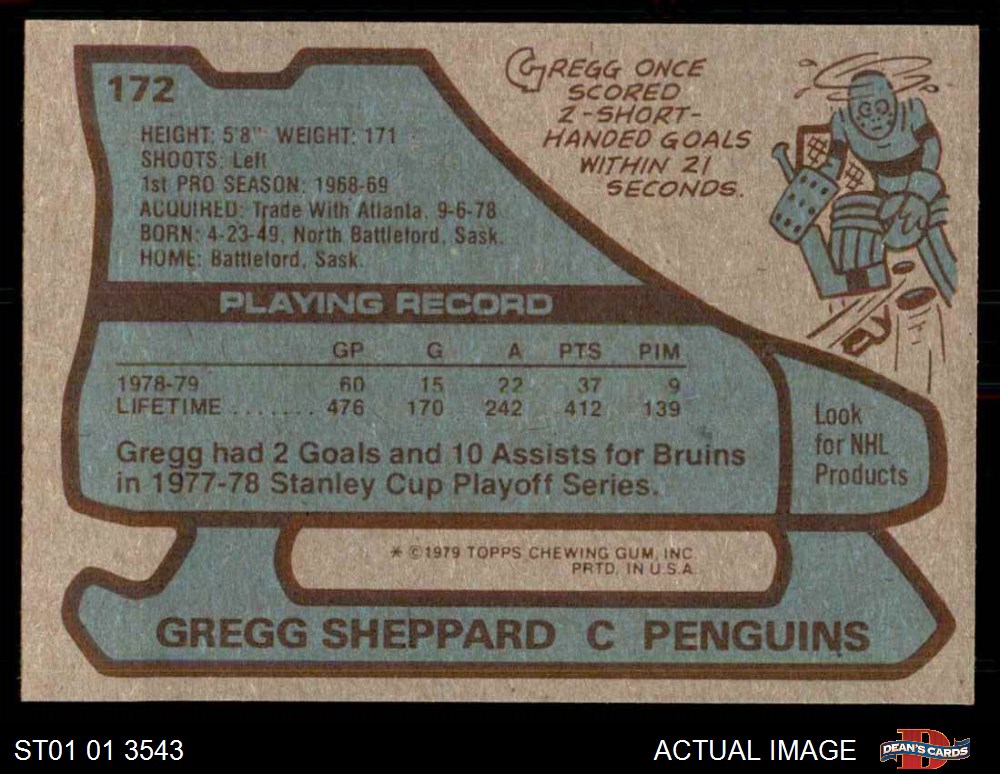 172
HEIGHT: 5'8" WEIGHT: 171
SHOOTS: Left
1st PRO SEASON: 1968-69
ACQUIRED: Trade With Atlanta, 9-6-78
BORN: 4-23-49, North Battleford, Sask.
HOME: Battleford, Sask.
GREGG ONCE
SCORED
2-SHORT-
HANDED GOALS
WITHIN 21
SECONDS.
PLAYING RECORD
GP G A PTS PIM
1978-79 60 15 22 37 9
LIFETIME ....... 476 170 242 412 139
Gregg had 2 Goals and 10 Assists for Bruins
in 1977-78 Stanley Cup Playoff Series.
Look
for NHL
Products
* ©1979 TOPPS CHEWING GUM, INC.
PRTD. IN U.S.A.
GREGG SHEPPARD C PENGUINS
ST01 01 3543 ACTUAL IMAGE DEAN'S CARDS